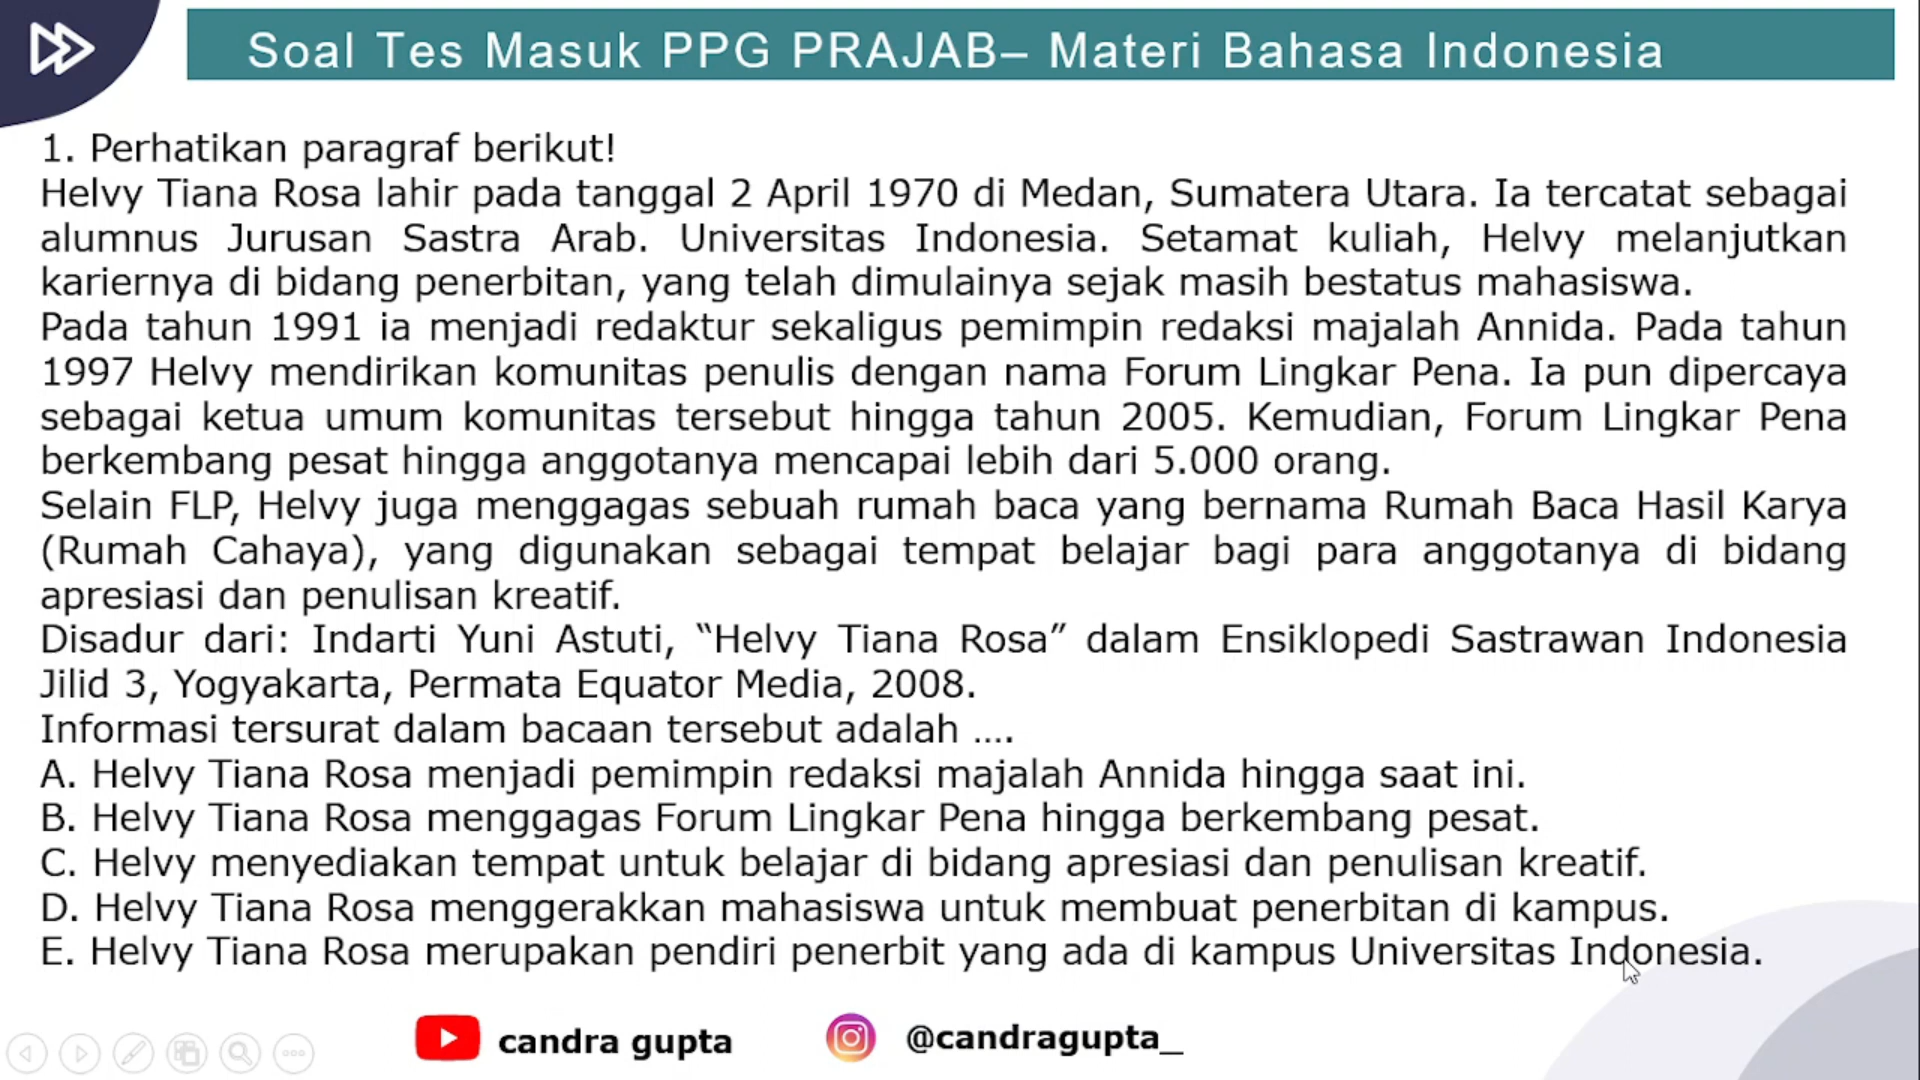 Soal Tes Masuk PPG PRAJAB– Materi Bahasa Indonesia
1. Perhatikan paragraf berikut!
Helvy Tiana Rosa lahir pada tanggal 2 April 1970 di Medan, Sumatera Utara. Ia tercatat sebagai
alumnus Jurusan Sastra Arab. Universitas Indonesia. Setamat kuliah, Helvy melanjutkan
kariernya di bidang penerbitan, yang telah dimulainya sejak masih bestatus mahasiswa.
Pada tahun 1991 ia menjadi redaktur sekaligus pemimpin redaksi majalah Annida. Pada tahun
1997 Helvy mendirikan komunitas penulis dengan nama Forum Lingkar Pena. Ia pun dipercaya
sebagai ketua umum komunitas tersebut hingga tahun 2005. Kemudian, Forum Lingkar Pena
berkembang pesat hingga anggotanya mencapai lebih dari 5.000 orang.
Selain FLP, Helvy juga menggagas sebuah rumah baca yang bernama Rumah Baca Hasil Karya
(Rumah Cahaya), yang digunakan sebagai tempat belajar bagi para anggotanya di bidang
apresiasi dan penulisan kreatif.
Disadur dari: Indarti Yuni Astuti, “Helvy Tiana Rosa” dalam Ensiklopedi Sastrawan Indonesia
Jilid 3, Yogyakarta, Permata Equator Media, 2008.
Informasi tersurat dalam bacaan tersebut adalah ....
A. Helvy Tiana Rosa menjadi pemimpin redaksi majalah Annida hingga saat ini.
B. Helvy Tiana Rosa menggagas Forum Lingkar Pena hingga berkembang pesat.
C. Helvy menyediakan tempat untuk belajar di bidang apresiasi dan penulisan kreatif.
D. Helvy Tiana Rosa menggerakkan mahasiswa untuk membuat penerbitan di kampus.
E. Helvy Tiana Rosa merupakan pendiri penerbit yang ada di kampus Universitas Indonesia.
candra gupta
@candragupta_